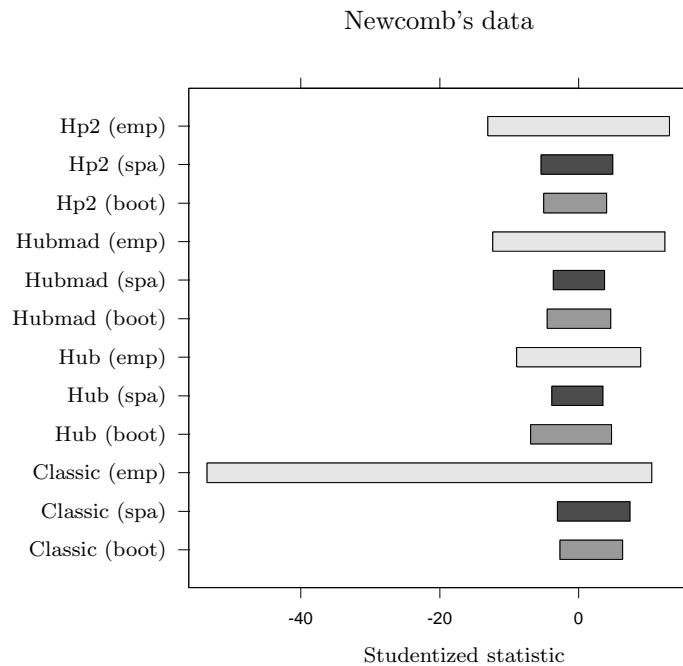 Newcomb's data
Hp2 (emp)
Hp2 (spa)
Hp2 (boot)
Hubmad (emp)
Hubmad (spa)
Hubmad (boot)
Hub (emp)
Hub (spa)
Hub (boot)
Classic (emp)
Classic (spa)
Classic (boot)
-40 -20 0
Studentized statistic